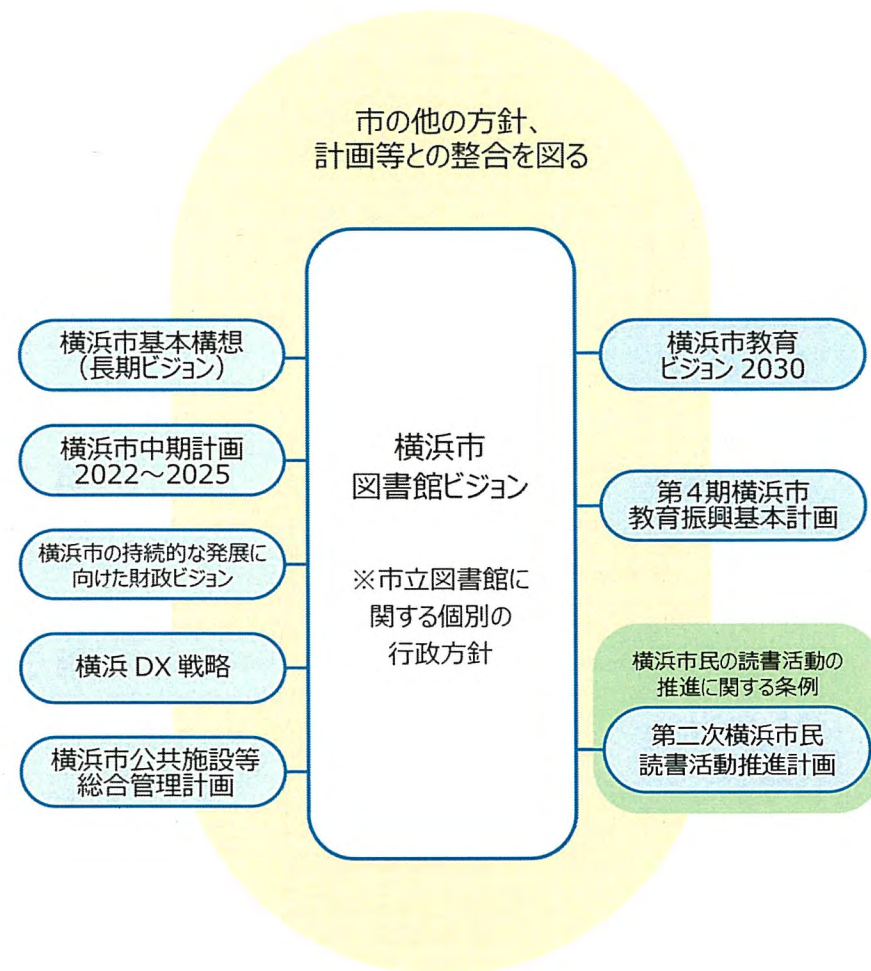 市の他の方針、
計画等との整合を図る
横浜市基本構想
（長期ビジョン）
横浜市中期計画
2022～2025
横浜市の持続的な発展に
向けた財政ビジョン
横浜 DX 戦略
横浜市公共施設等
総合管理計画
横浜市
図書館ビジョン
※市立図書館に
関する個別の
行政方針
横浜市教育
ビジョン 2030
第４期横浜市
教育振興基本計画
横浜市民の読書活動の
推進に関する条例
第二次横浜市民
読書活動推進計画